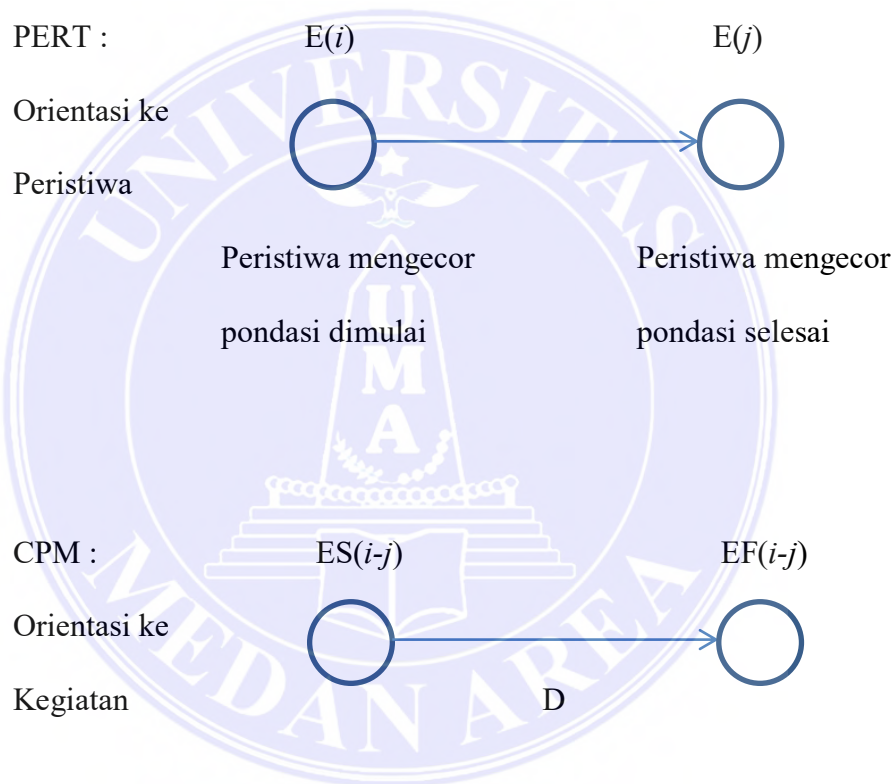 PERT : E(i) E(j)
Orientasi ke
Peristiwa
Peristiwa mengecor Peristiwa mengecor
pondasi dimulai pondasi selesai
CPM : ES(i-j) EF(i-j)
Orientasi ke
Kegiatan D
UNIVERSITAS
UMA
MEDAN AREA